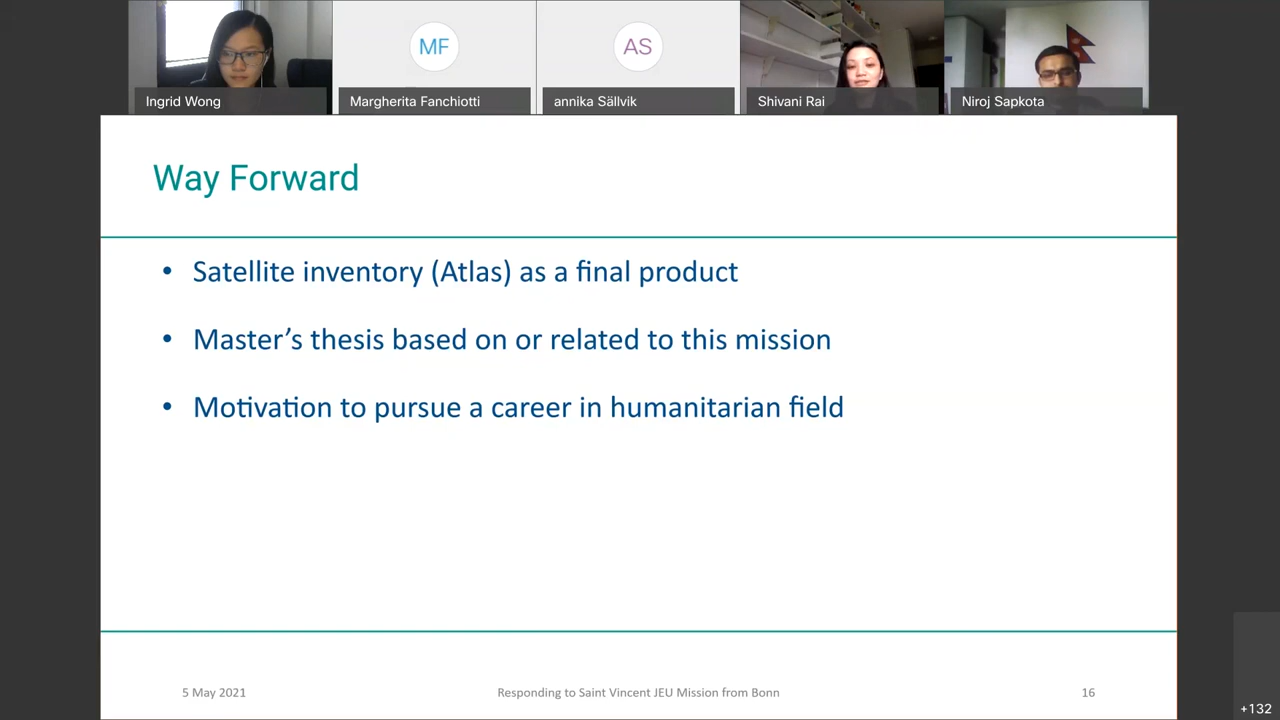 MF
AS
Ingrid Wong
Margherita Fanchiotti
annika Sällvik
Shivani Rai
Niroj Sapkota
Way Forward
• Satellite inventory (Atlas) as a final product
• Master’s thesis based on or related to this mission
• Motivation to pursue a career in humanitarian field
5 May 2021
Responding to Saint Vincent JEU Mission from Bonn
16
+132